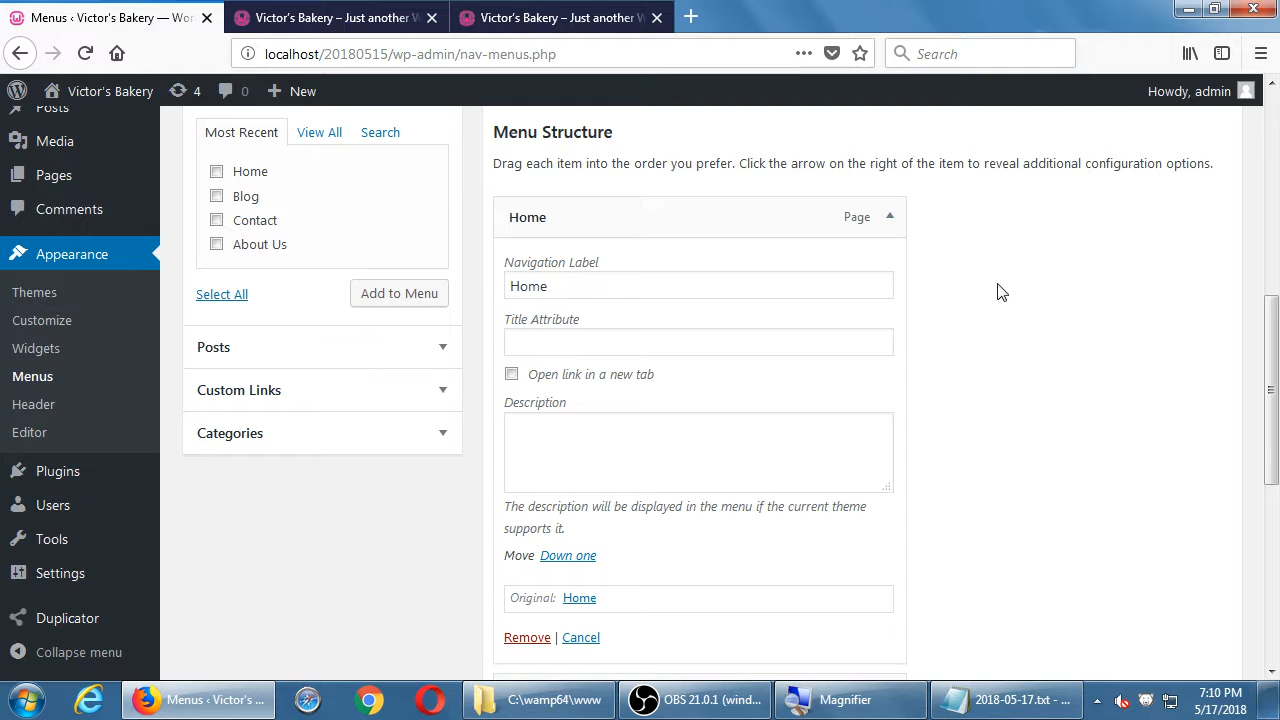 Menus ‹ Victor's Bakery — Wor
Victor's Bakery – Just another W
Victor's Bakery – Just another W
localhost/20180515/wp-admin/nav-menus.php
Search
Victor's Bakery
4
0
New
Howdy, admin
Posts
Media
Pages
Comments
Appearance
Themes
Customize
Widgets
Menus
Header
Editor
Plugins
Users
Tools
Settings
Duplicator
Collapse menu
Most Recent
View All
Search
Home
Blog
Contact
About Us
Select All
Add to Menu
Posts
Custom Links
Categories
Menu Structure
Drag each item into the order you prefer. Click the arrow on the right of the item to reveal additional configuration options.
Home
Page
Navigation Label
Home
Title Attribute
Open link in a new tab
Description
The description will be displayed in the menu if the current theme
supports it.
Move Down one
Original: Home
Remove | Cancel
Menus ‹ Victor's ...
C:\wamp64\www
OBS 21.0.1 (wind...
Magnifier
2018-05-17.txt - ...
7:10 PM
5/17/2018